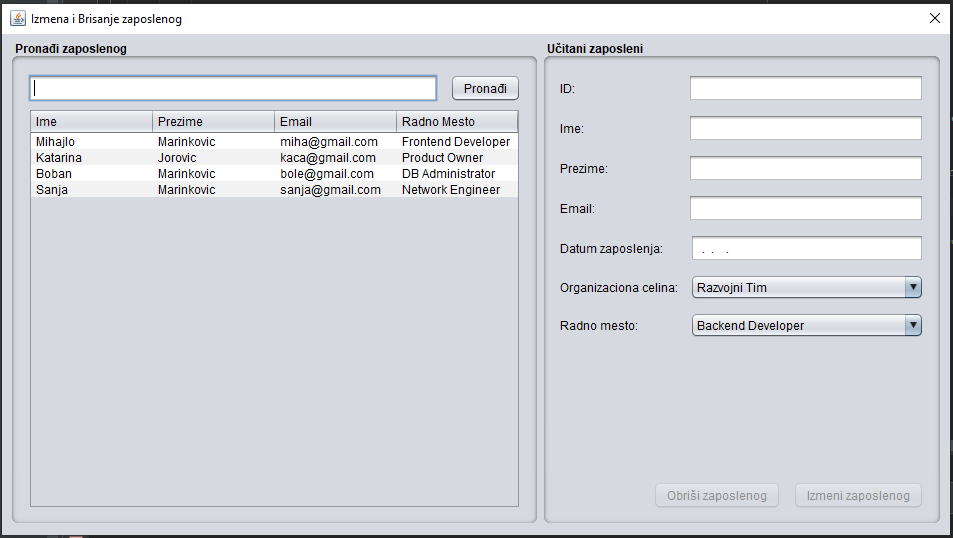 Izmena i Brisanje zaposlenog
Pronađi zaposlenog
Pronađi
Ime Prezime Email Radno Mesto
Mihajlo Marinkovic miha@gmail.com Frontend Developer
Katarina Jorovic kaca@gmail.com Product Owner
Boban Marinkovic bole@gmail.com DB Administrator
Sanja Marinkovic sanja@gmail.com Network Engineer
Učitani zaposleni
ID:
Ime:
Prezime:
Email:
Datum zaposlenja: . . .
Organizaciona celina: Razvojni Tim
Radno mesto: Backend Developer
Obriši zaposlenog Izmeni zaposlenog